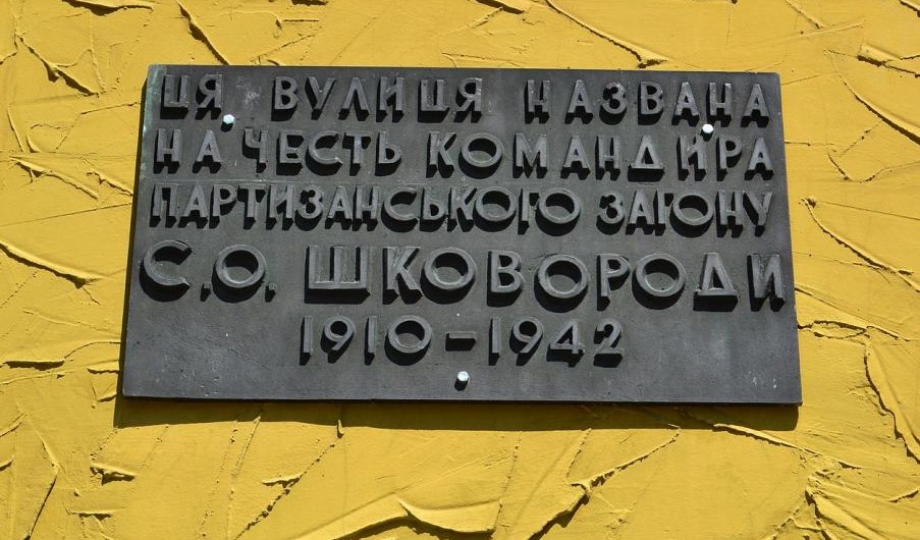 ЦЯ ВУЛИЦЯ НАЗВАНА
НА ЧЕСТЬ КОМАНДИРА
ПАРТИЗАНСЬКОГО ЗАГОНУ
С.О. ШКОВОРОДИ
1910-1942